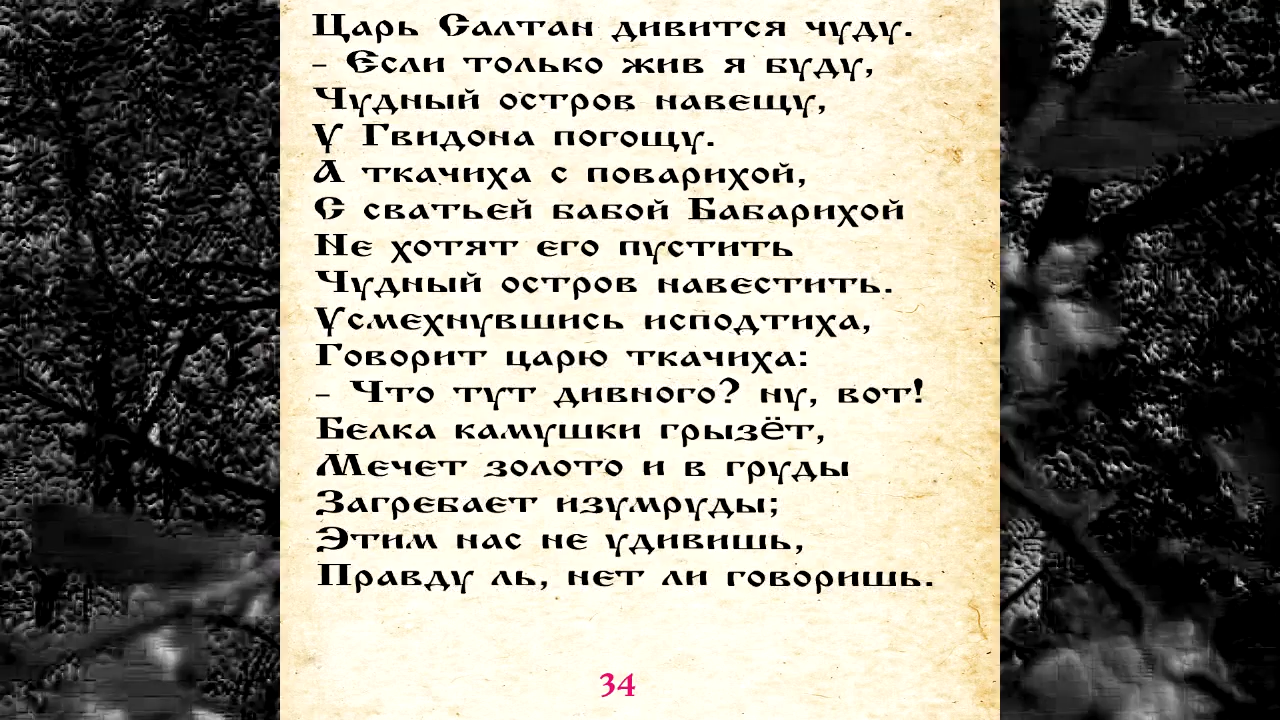 Царь Салтан дивится чуду.
– Если только жив я буду,
Чудный остров навещу,
У Гвидона погощу.
А ткачиха с поварихой,
С сватьей бабой Бабарихой
Не хотят его пустить
Чудный остров навестить.
Усмехнувшись исподтиха,
Говорит царю ткачиха:
– Что тут дивного? ну, вот!
Белка камушки грызёт,
Мечет золото и в груды
Загребает изумруды;
Этим нас не удивишь,
Правду ль, нет ли говоришь.
34